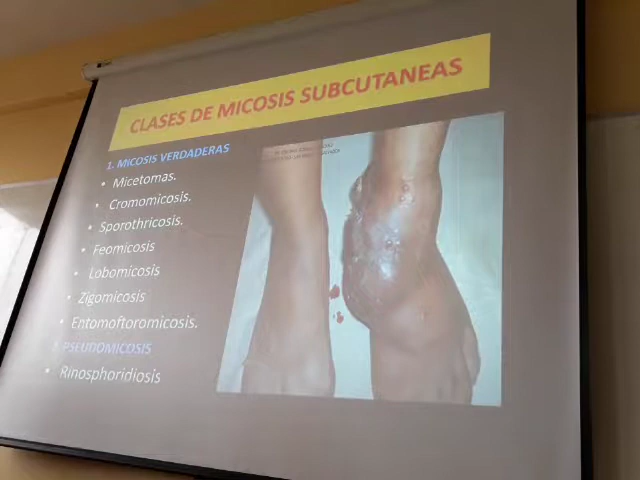 CLASES DE MICOSIS SUBCUTANEAS
1. MICOSIS VERDADERAS
• Micetomas.
• Cromomicosis.
• Sporothricosis.
• Feomicosis
• Lobomicosis
• Zigomicosis
• Entomoftoromicosis.
2. PSEUDOMICOSIS
• Rinosphoridiosis